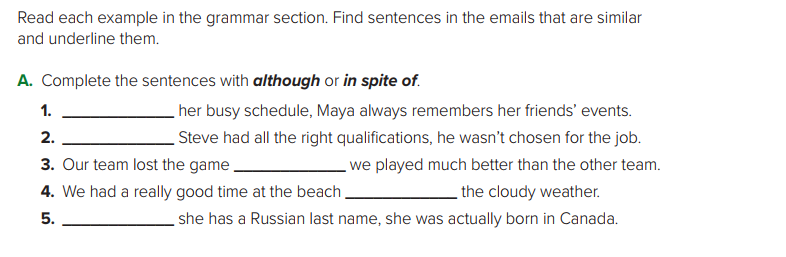 Read each example in the grammar section. Find sentences in the emails that are similar
and underline them.
A. Complete the sentences with although or in spite of.
1. ____________ her busy schedule, Maya always remembers her friends’ events.
2. ____________ Steve had all the right qualifications, he wasn’t chosen for the job.
3. Our team lost the game ____________ we played much better than the other team.
4. We had a really good time at the beach ____________ the cloudy weather.
5. ____________ she has a Russian last name, she was actually born in Canada.